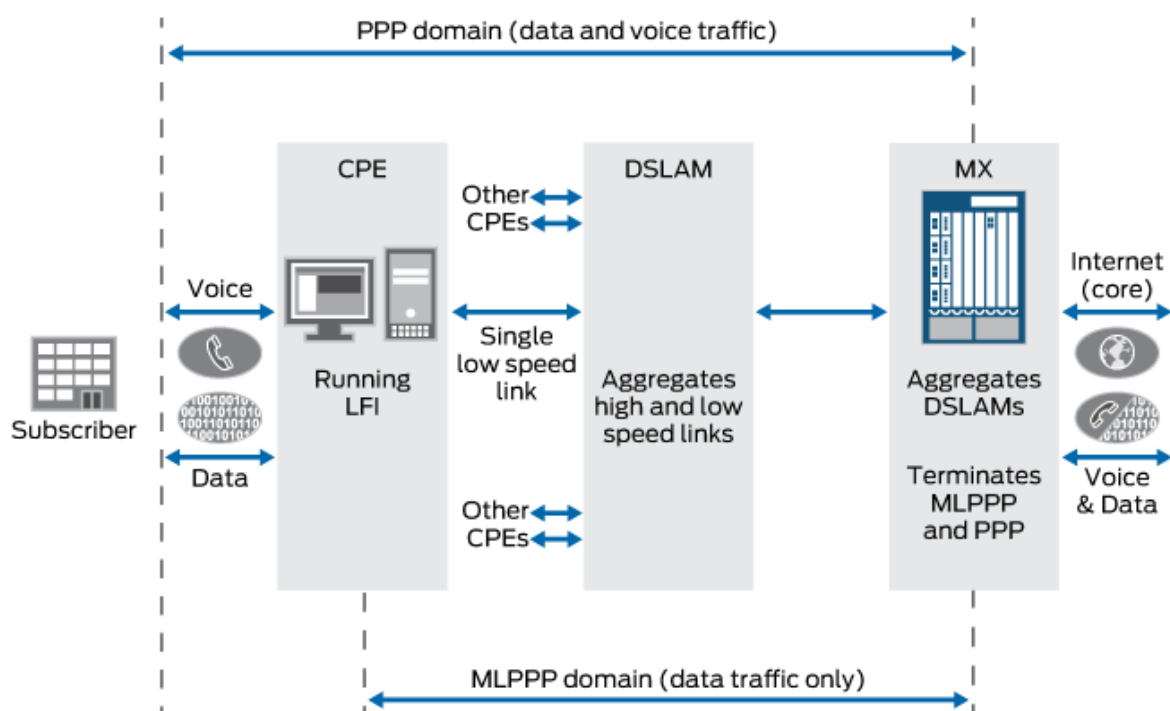 PPP domain (data and voice traffic)
CPE
DSLAM
MX
Other
CPEs
Voice
Internet
(core)
Single
low speed
link
Running
LFI
Aggregates
high and low
speed links
Aggregates
DSLAMs
Subscriber
Data
Terminates
MLPPP
and PPP
Voice
& Data
Other
CPEs
MLPPP domain (data traffic only)